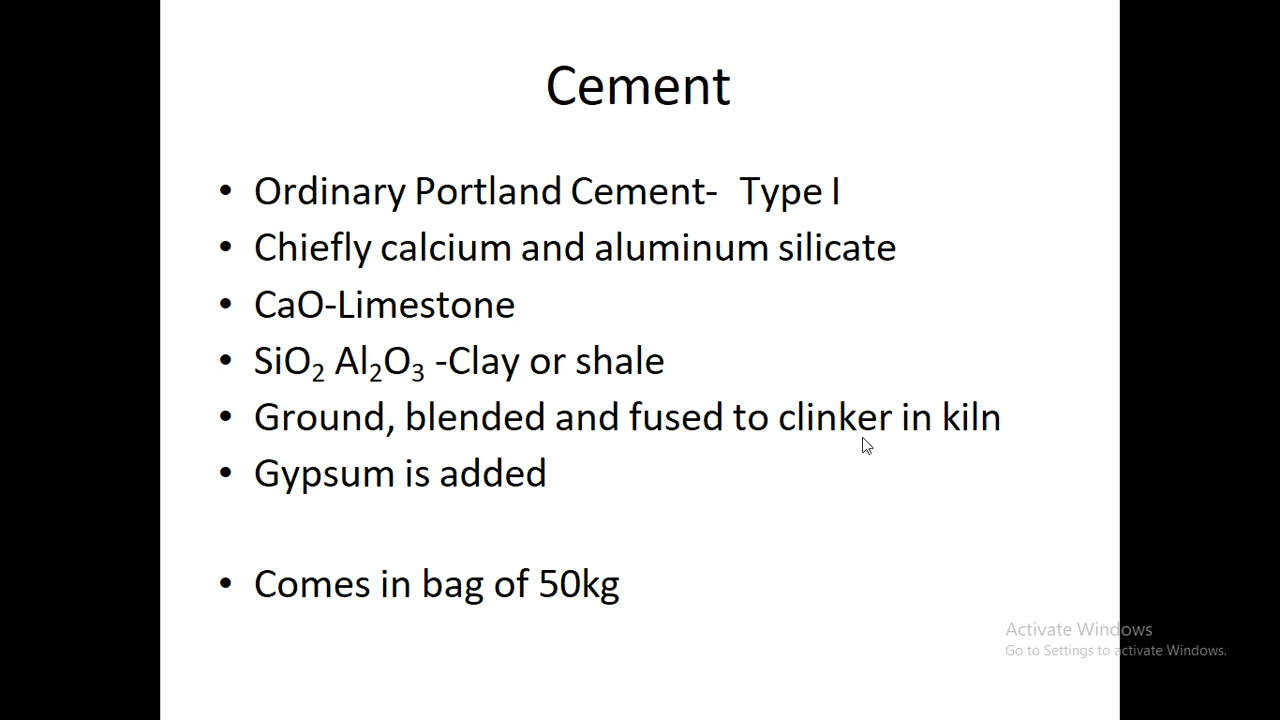 Cement
• Ordinary Portland Cement- Type I
• Chiefly calcium and aluminum silicate
• CaO-Limestone
• SiO₂ Al₂O₃ -Clay or shale
• Ground, blended and fused to clinker in kiln
• Gypsum is added
• Comes in bag of 50kg
Activate Windows
Go to Settings to activate Windows.